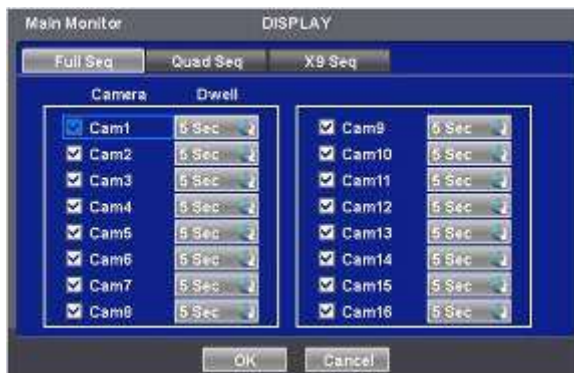 Main Monitor DISPLAY
Full Seq Quad Seq X9 Seq
Camera Dwell
Cam1 5 Sec
Cam2 5 Sec
Cam3 5 Sec
Cam4 5 Sec
Cam5 5 Sec
Cam6 5 Sec
Cam7 5 Sec
Cam8 5 Sec
Cam9 5 Sec
Cam10 5 Sec
Cam11 5 Sec
Cam12 5 Sec
Cam13 5 Sec
Cam14 5 Sec
Cam15 5 Sec
Cam16 5 Sec
OK Cancel